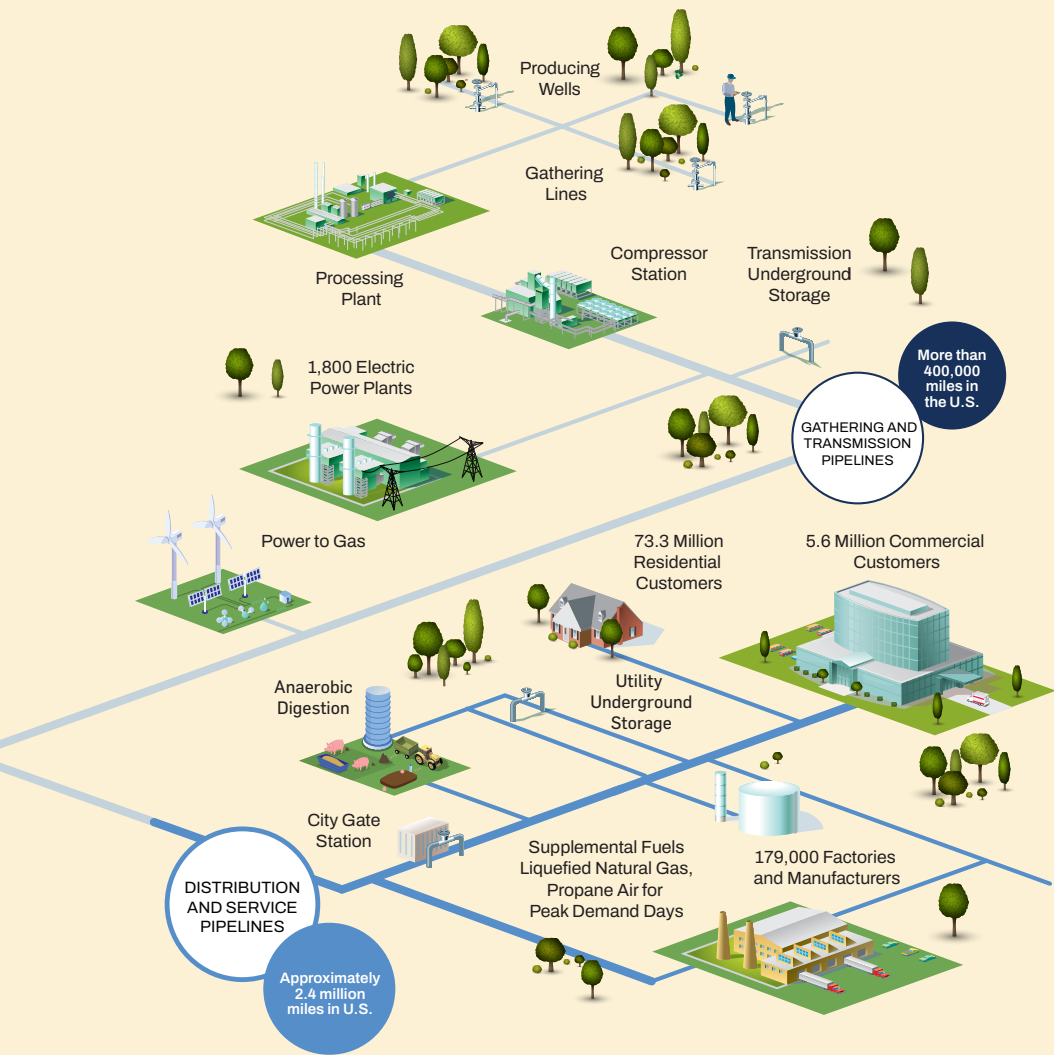 Producing
Wells
Gathering
Lines
Processing
Plant
Compressor
Station
Transmission
Underground
Storage
More than
400,000
miles in
the U.S.
GATHERING AND
TRANSMISSION
PIPELINES
1,800 Electric
Power Plants
Power to Gas
73.3 Million
Residential
Customers
5.6 Million Commercial
Customers
Anaerobic
Digestion
Utility
Underground
Storage
City Gate
Station
Supplemental Fuels
Liquefied Natural Gas,
Propane Air for
Peak Demand Days
179,000 Factories
and Manufacturers
DISTRIBUTION
AND SERVICE
PIPELINES
Approximately
2.4 million
miles in U.S.